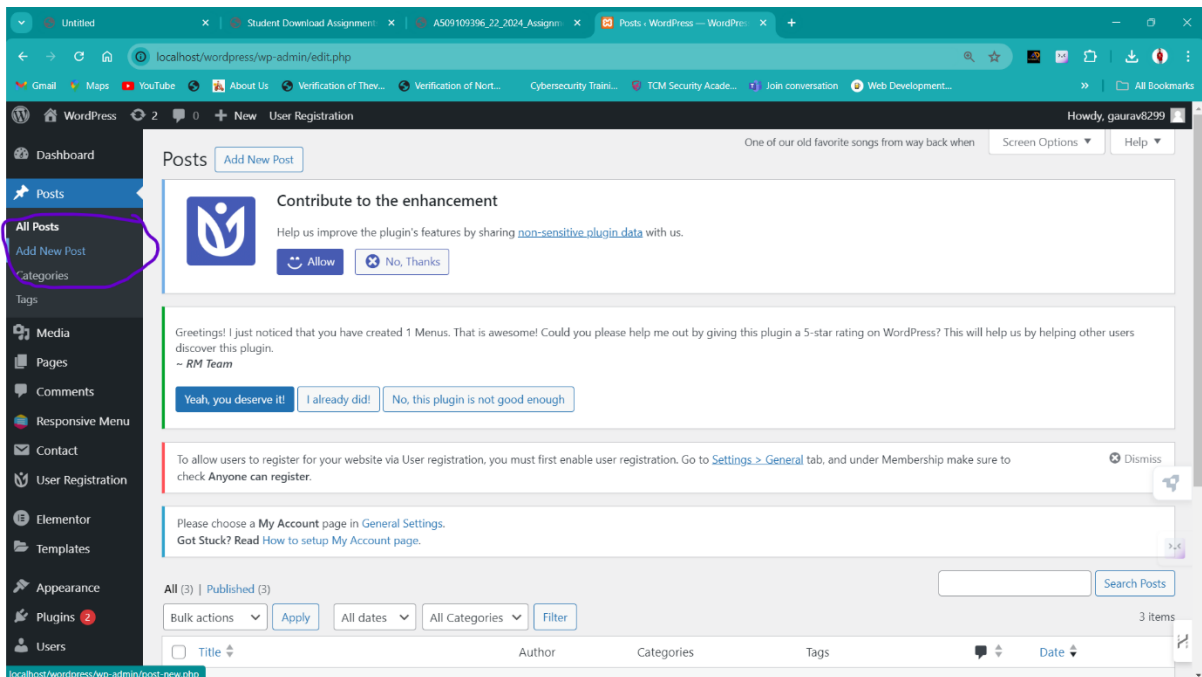 Untitled
Student Download Assignment
A509109396_22_2024_Assignm
Posts ‹ WordPress — WordPres
localhost/wordpress/wp-admin/edit.php
Gmail
Maps
YouTube
About Us
Verification of Thev...
Verification of Nort...
Cybersecurity Traini...
TCM Security Acade...
Join conversation
Web Development...
»
All Bookmarks
WordPress
2
0
+ New
User Registration
Howdy, gaurav8299
Dashboard
Posts
All Posts
Add New Post
Categories
Tags
Media
Pages
Comments
Responsive Menu
Contact
User Registration
Elementor
Templates
Appearance
Plugins 2
Users
Posts
Add New Post
One of our old favorite songs from way back when
Screen Options
Help
Contribute to the enhancement
Help us improve the plugin's features by sharing non-sensitive plugin data with us.
Allow
No, Thanks
Greetings! I just noticed that you have created 1 Menus. That is awesome! Could you please help me out by giving this plugin a 5-star rating on WordPress? This will help us by helping other users
discover this plugin.
~ RM Team
Yeah, you deserve it!
I already did!
No, this plugin is not good enough
To allow users to register for your website via User registration, you must first enable user registration. Go to Settings > General tab, and under Membership make sure to
check Anyone can register.
Dismiss
Please choose a My Account page in General Settings.
Got Stuck? Read How to setup My Account page.
All (3) | Published (3)
Search Posts
Bulk actions
Apply
All dates
All Categories
Filter
3 items
Title
Author
Categories
Tags
Date
localhost/wordpress/wp-admin/post-new.php